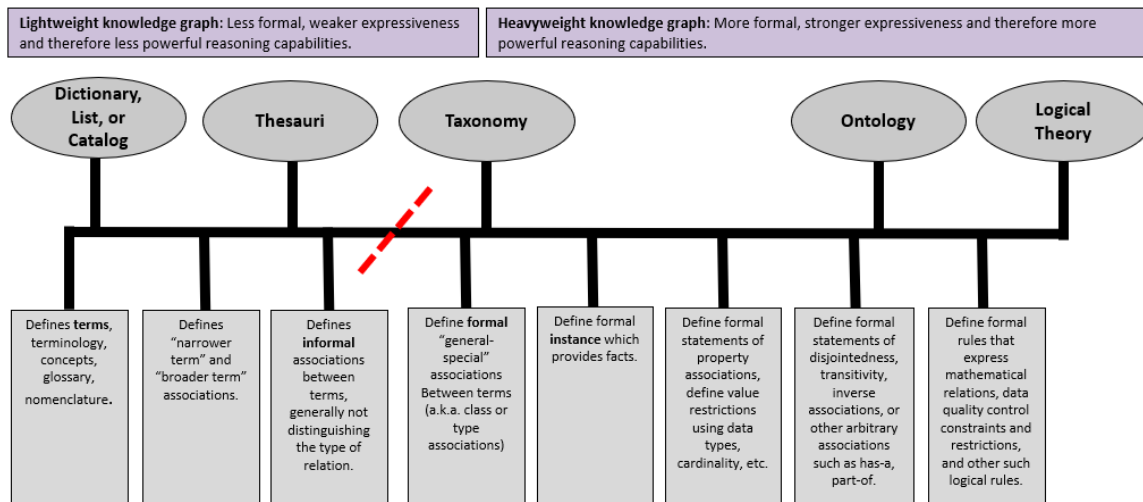 Lightweight knowledge graph: Less formal, weaker expressiveness
and therefore less powerful reasoning capabilities.
Heavyweight knowledge graph: More formal, stronger expressiveness and therefore more
powerful reasoning capabilities.
Dictionary,
List, or
Catalog
Thesauri
Taxonomy
Ontology
Logical
Theory
Defines terms,
terminology,
concepts,
glossary,
nomenclature.
Defines
“narrower
term” and
“broader term”
associations.
Defines
informal
associations
between
terms,
generally not
distinguishing
the type of
relation.
Define formal
“general-
special”
associations
Between terms
(a.k.a. class or
type
associations)
Define formal
instance which
provides facts.
Define formal
statements of
property
associations,
define value
restrictions
using data
types,
cardinality, etc.
Define formal
statements of
disjointedness,
transitivity,
inverse
associations, or
other arbitrary
associations
such as has-a,
part-of.
Define formal
rules that
express
mathematical
relations, data
quality control
constraints and
restrictions,
and other such
logical rules.